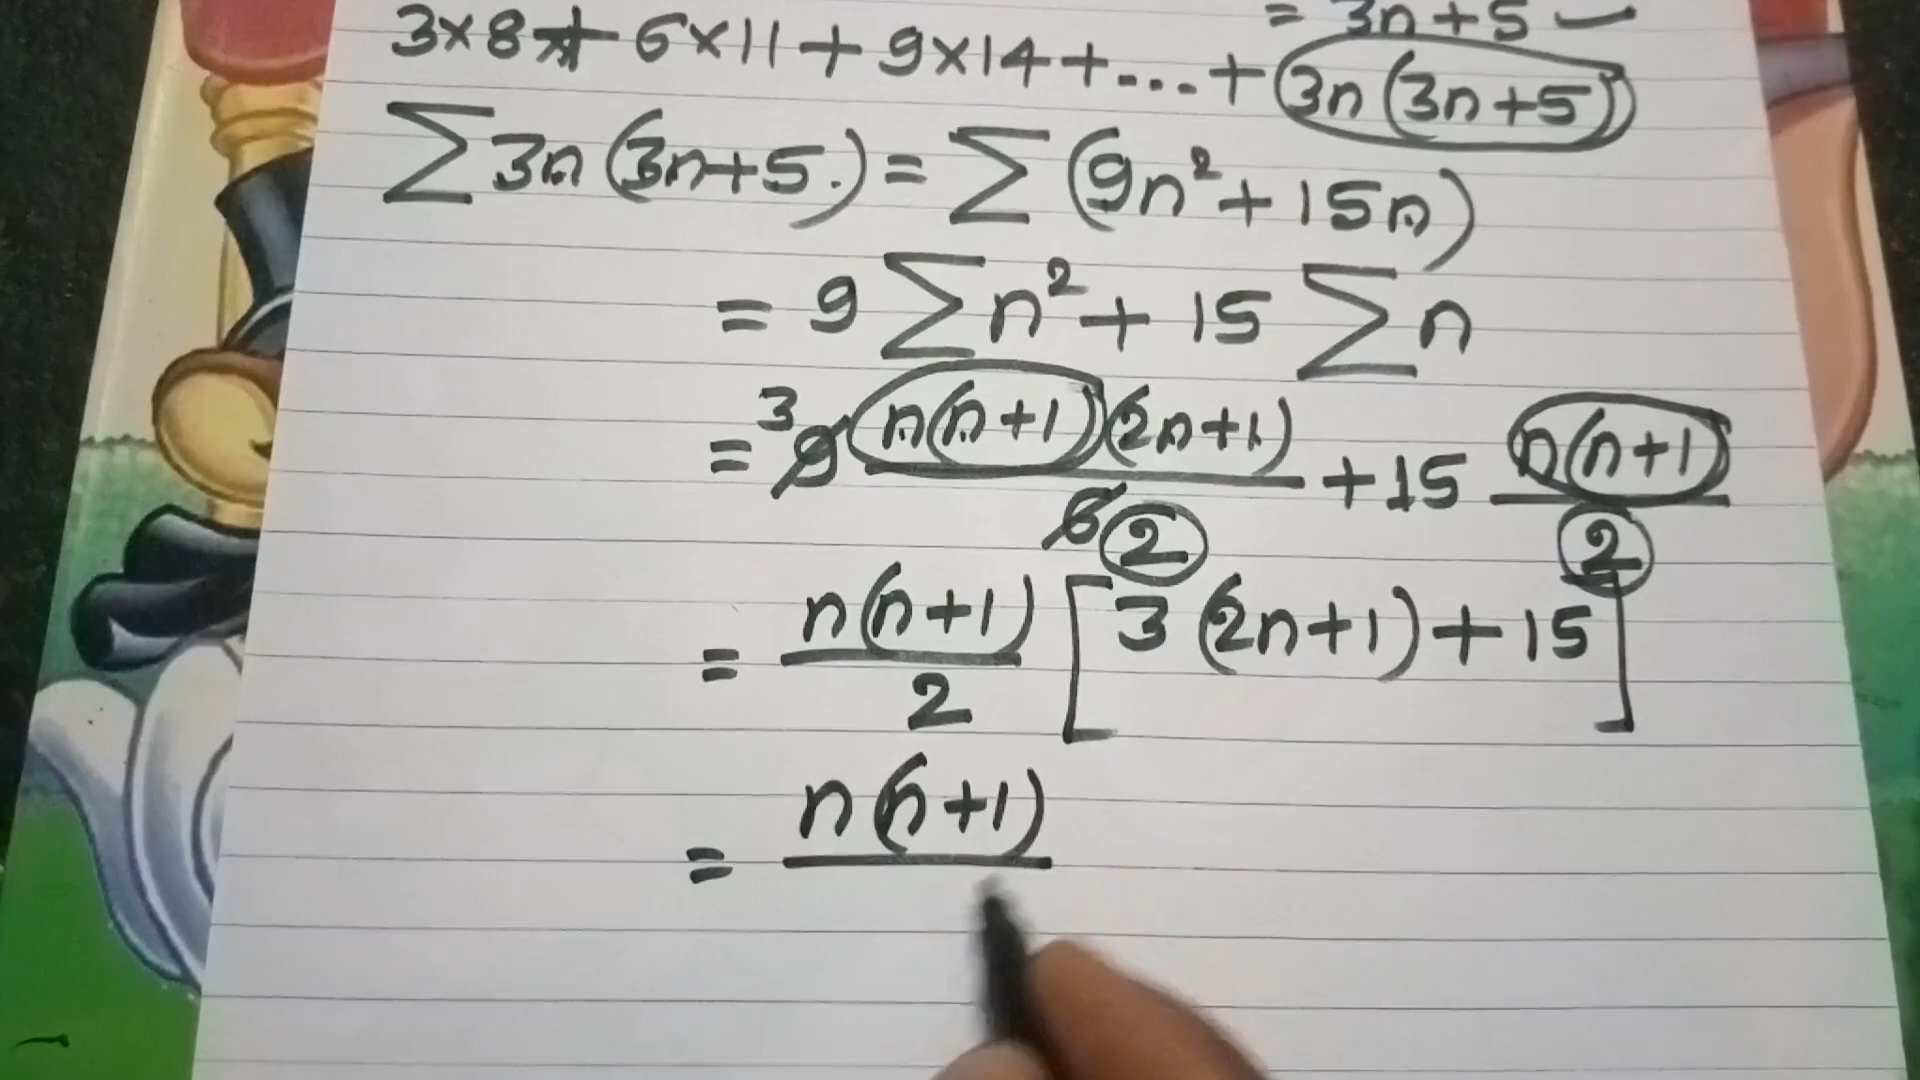 = 3n+5
3×8 + 6×11 + 9×14 + ... + 3n(3n+5)
∑3n(3n+5.) = ∑(9n²+15n)
= 9∑n² + 15∑n
= 3 9 n(n+1)(2n+1) / 6 2 + 15 n(n+1) / 2
= n(n+1) / 2 [3(2n+1)+15]
= n(n+1)